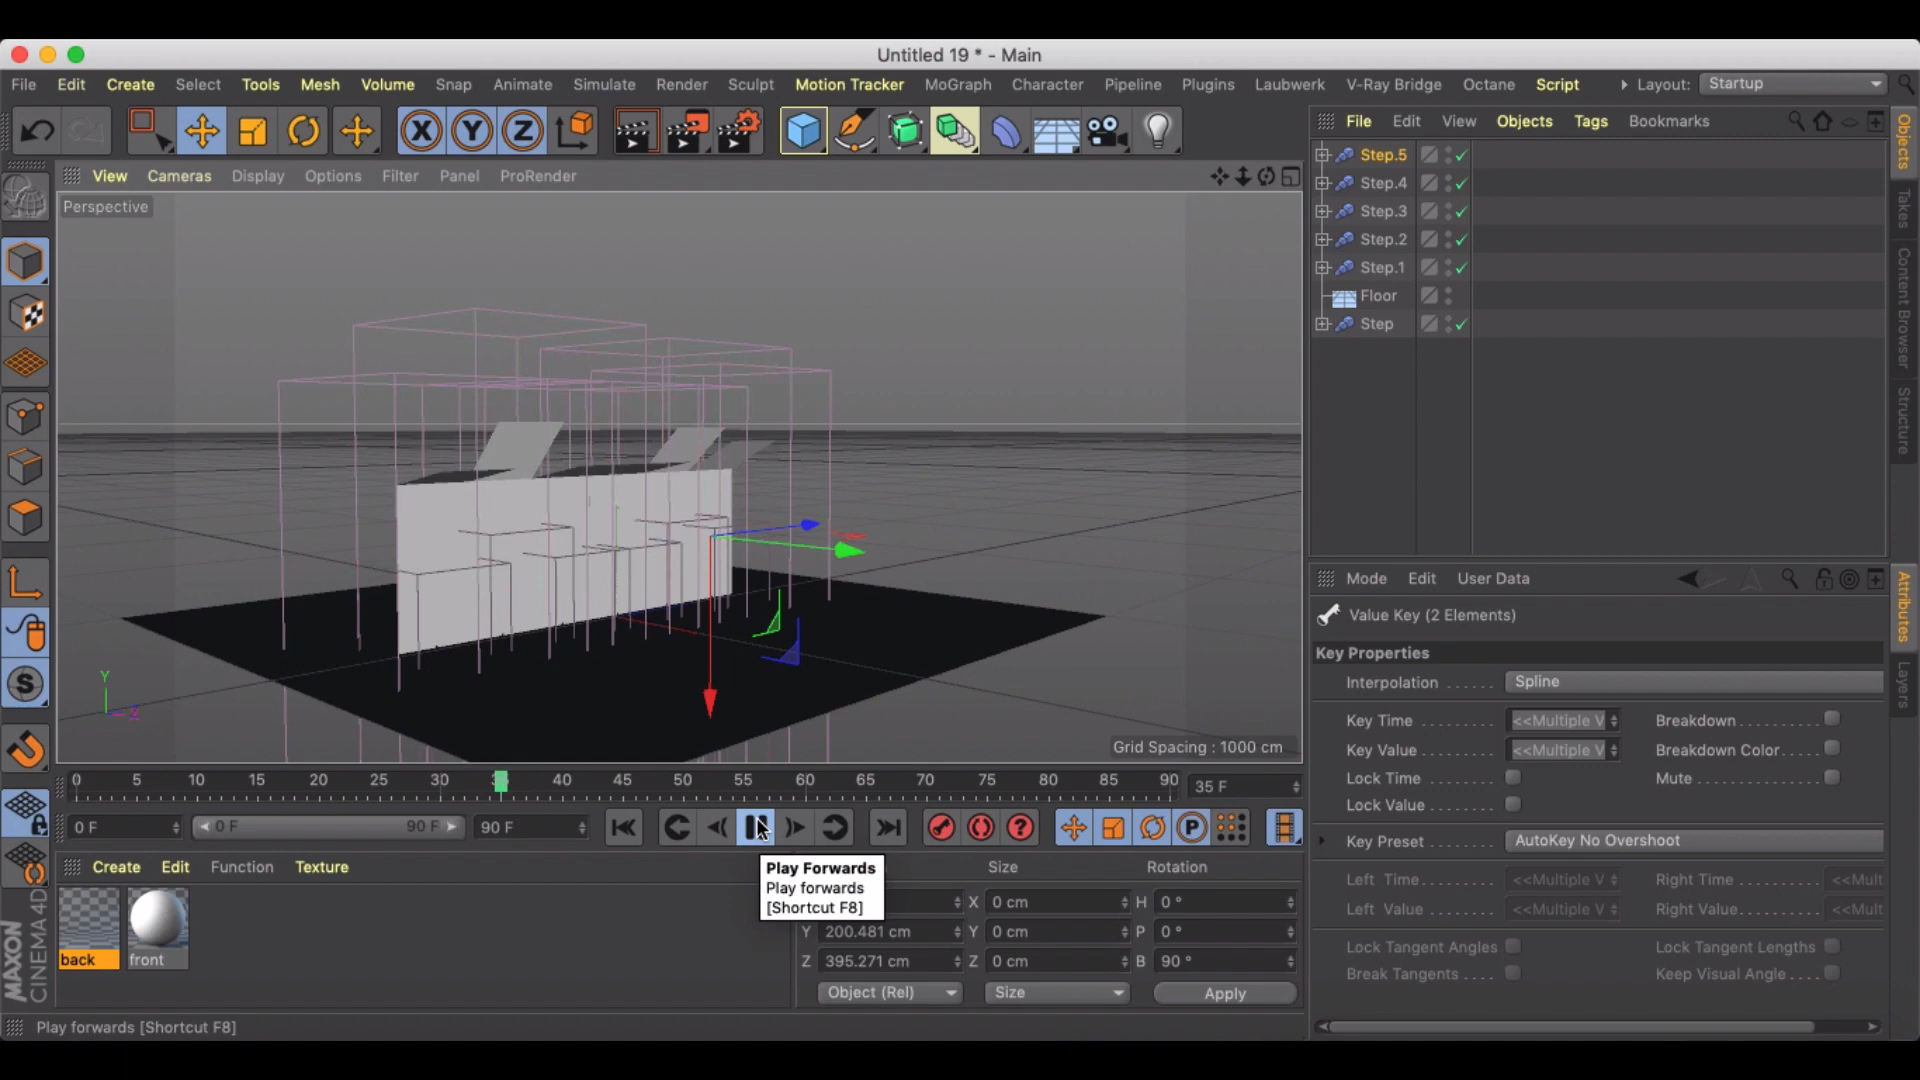 Untitled 19 * - Main
File Edit Create Select Tools Mesh Volume Snap Animate Simulate Render Sculpt Motion Tracker MoGraph Character Pipeline Plugins Laubwerk V-Ray Bridge Octane Script Layout: Startup
X Y Z
File Edit View Objects Tags Bookmarks
View Cameras Display Options Filter Panel ProRender
Perspective
Step.5
Step.4
Step.3
Step.2
Step.1
Floor
Step
Objects
Takes
Content Browser
Structure
Y
Grid Spacing : 1000 cm
Mode Edit User Data
Value Key (2 Elements)
Key Properties
Interpolation ...... Spline
Key Time ........ <<Multiple V Breakdown
Key Value ....... <<Multiple V Breakdown Color
Lock Time Mute
Lock Value
Key Preset AutoKey No Overshoot
Left Time <<Multiple V Right Time <<Mult
Left Value <<Multiple V Right Value <<Mult
Lock Tangent Angles Lock Tangent Lengths
Break Tangents Keep Visual Angle
Attributes
Layers
0 5 10 15 20 25 30 40 45 50 55 60 65 70 75 80 85 90 35 F
0 F 0 F 90 F 90 F
P
S
Create Edit Function Texture
Size Rotation
Play Forwards
Play forwards
[Shortcut F8]
X 0 cm H 0 °
Y 200.481 cm Y 0 cm P 0 °
Z 395.271 cm Z 0 cm B 90 °
Object (Rel) Size Apply
back front
MAXON
CINEMA 4D
Play forwards [Shortcut F8]